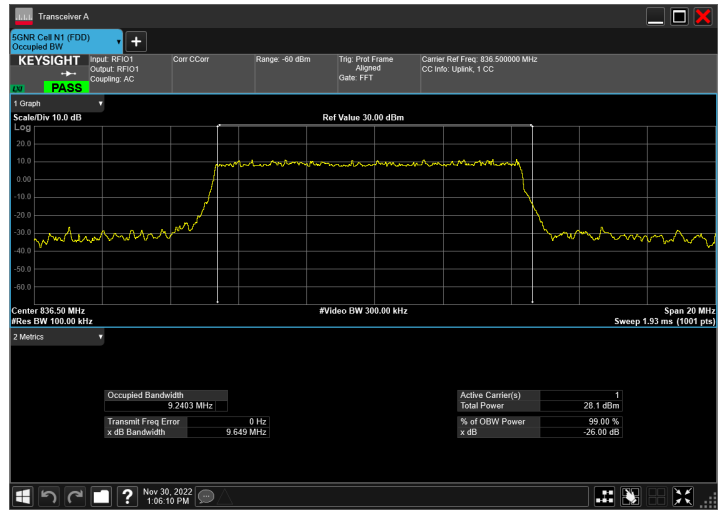 Transceiver A
5GNR Cell N1 (FDD)
Occupied BW
KEYSIGHT
LXI
PASS
Input: RFIO1
Output: RFIO1
Coupling: AC
Corr CCorr
Range: -60 dBm
Trig: Prot Frame
Aligned
Gate: FFT
Carrier Ref Freq: 836.500000 MHz
CC Info: Uplink, 1 CC
1 Graph
Scale/Div 10.0 dB
Ref Value 30.00 dBm
Log
20.0
10.0
0.00
-10.0
-20.0
-30.0
-40.0
-50.0
-60.0
Center 836.50 MHz
#Video BW 300.00 kHz
Span 20 MHz
#Res BW 100.00 kHz
Sweep 1.93 ms (1001 pts)
2 Metrics
Occupied Bandwidth
9.2403 MHz
Active Carrier(s) 1
Total Power 28.1 dBm
Transmit Freq Error 0 Hz
x dB Bandwidth 9.649 MHz
% of OBW Power 99.00 %
x dB -26.00 dB
?
Nov 30, 2022
1:06:10 PM